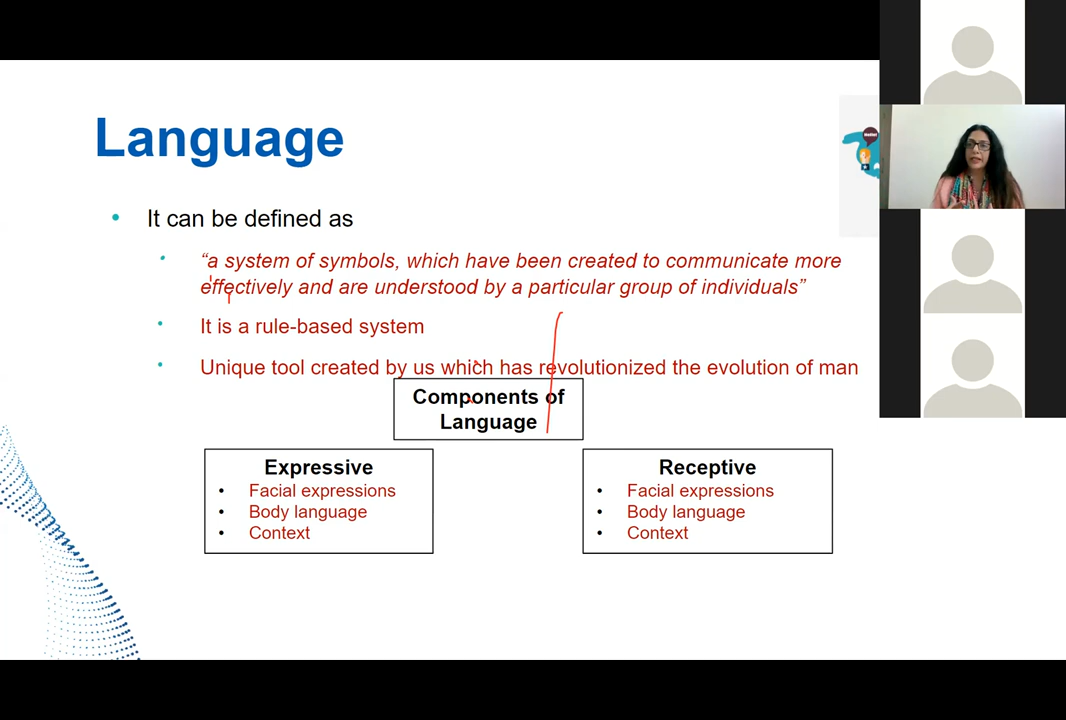 Language
• It can be defined as
• “a system of symbols, which have been created to communicate more
effectively and are understood by a particular group of individuals”
• It is a rule-based system
• Unique tool created by us which has revolutionized the evolution of man
Components of
Language
Expressive
• Facial expressions
• Body language
• Context
Receptive
• Facial expressions
• Body language
• Context